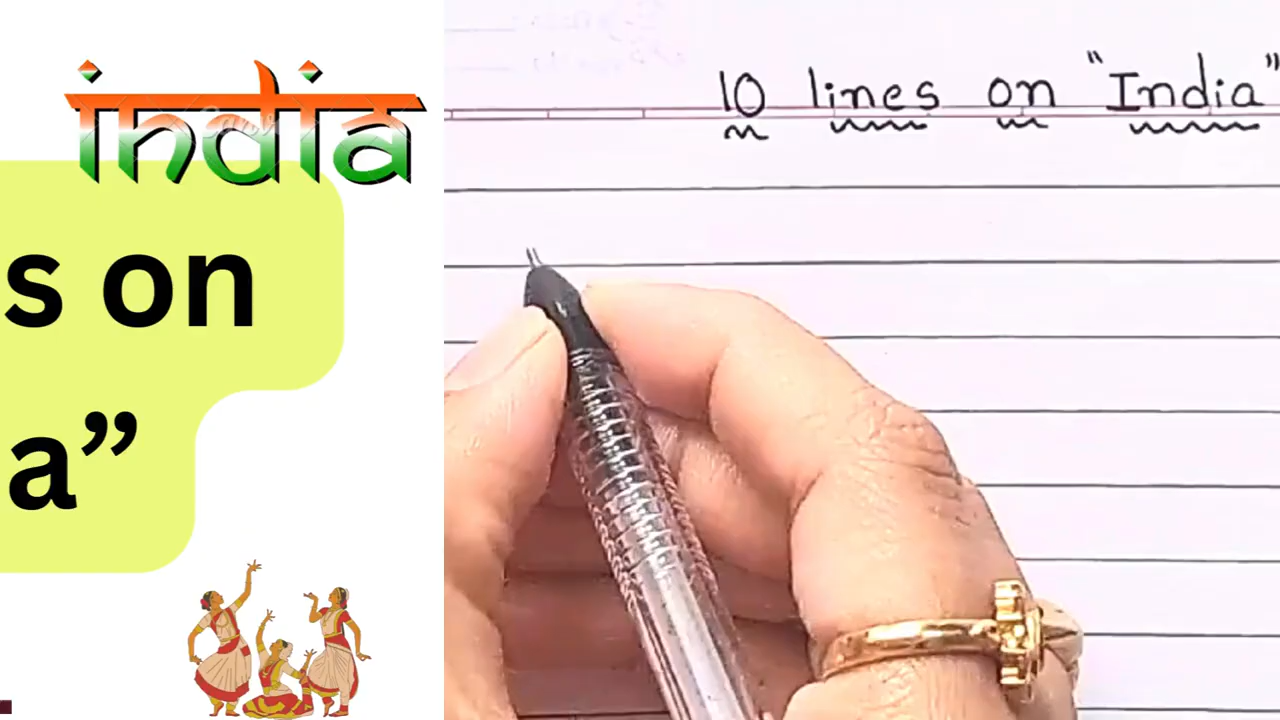 india
s on
a”
10 lines on "India"